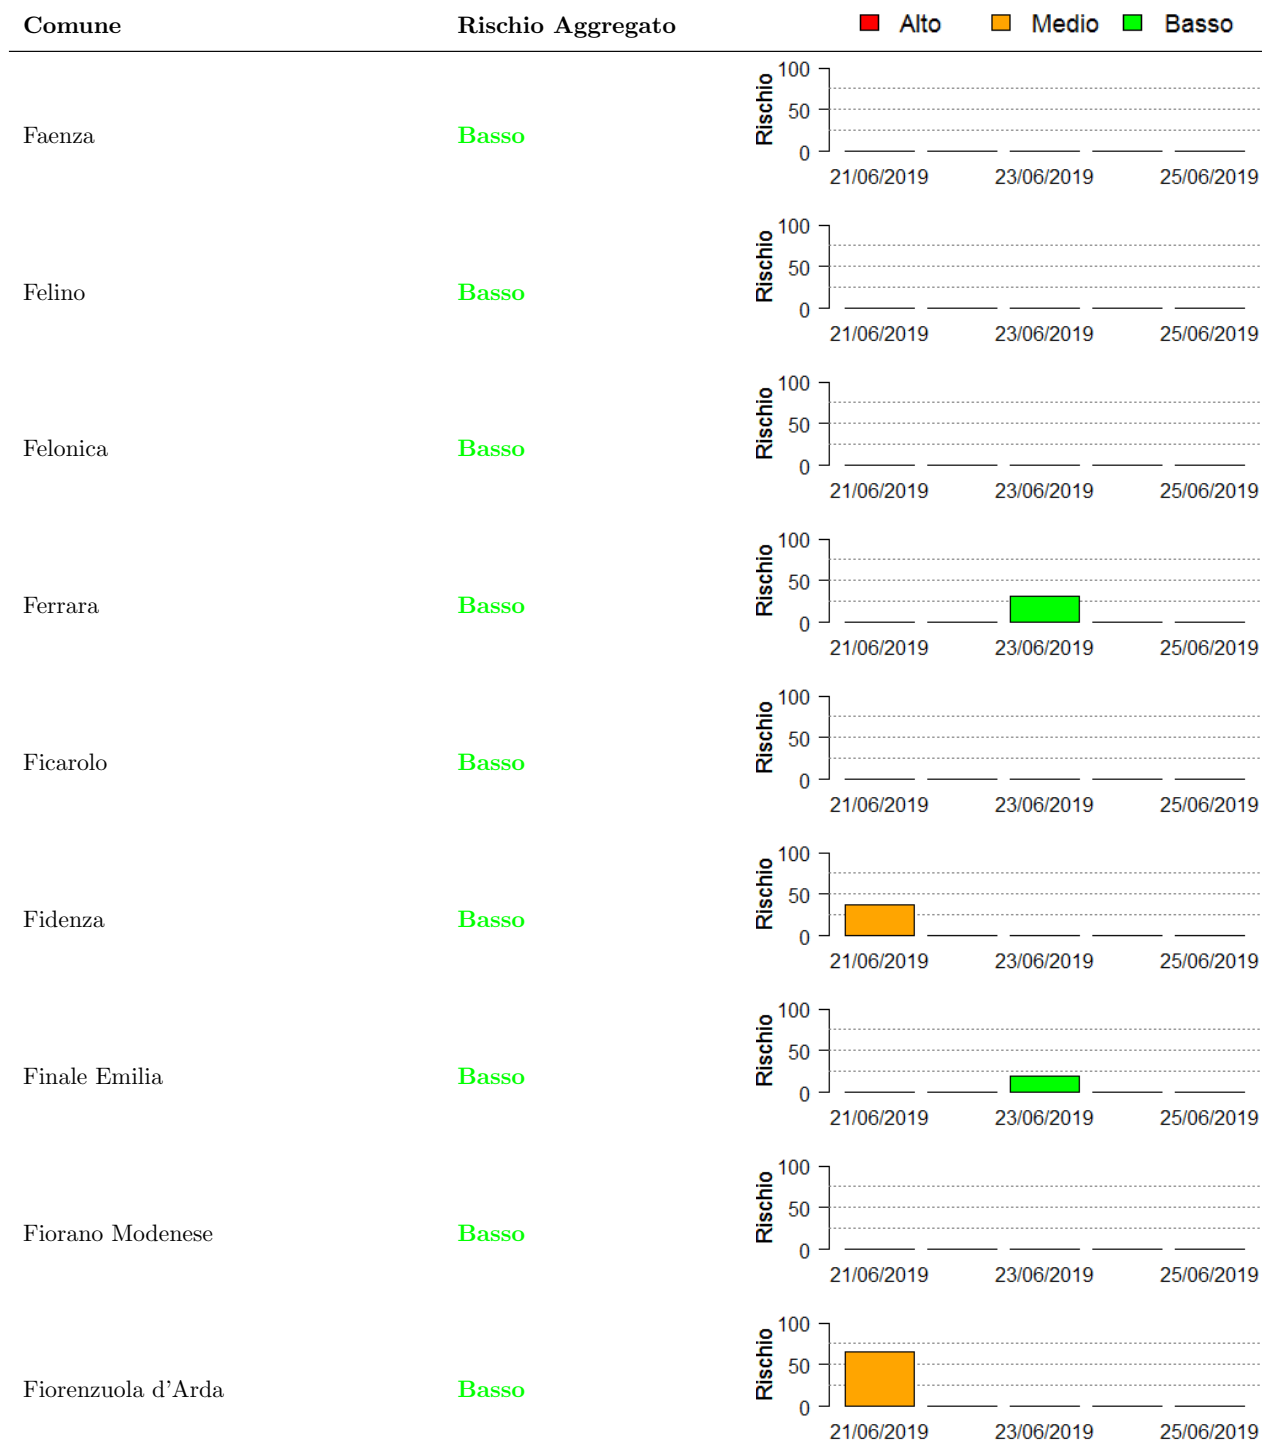 Comune Rischio Aggregato Alto Medio Basso
100
50
0
Rischio
Faenza Basso
21/06/2019 23/06/2019 25/06/2019
100
50
0
Rischio
Felino Basso
21/06/2019 23/06/2019 25/06/2019
100
50
0
Rischio
Felonica Basso
21/06/2019 23/06/2019 25/06/2019
100
50
0
Rischio
Ferrara Basso
21/06/2019 23/06/2019 25/06/2019
100
50
0
Rischio
Ficarolo Basso
21/06/2019 23/06/2019 25/06/2019
100
50
0
Rischio
Fidenza Basso
21/06/2019 23/06/2019 25/06/2019
100
50
0
Rischio
Finale Emilia Basso
21/06/2019 23/06/2019 25/06/2019
100
50
0
Rischio
Fiorano Modenese Basso
21/06/2019 23/06/2019 25/06/2019
100
50
0
Rischio
Fiorenzuola d'Arda Basso
21/06/2019 23/06/2019 25/06/2019